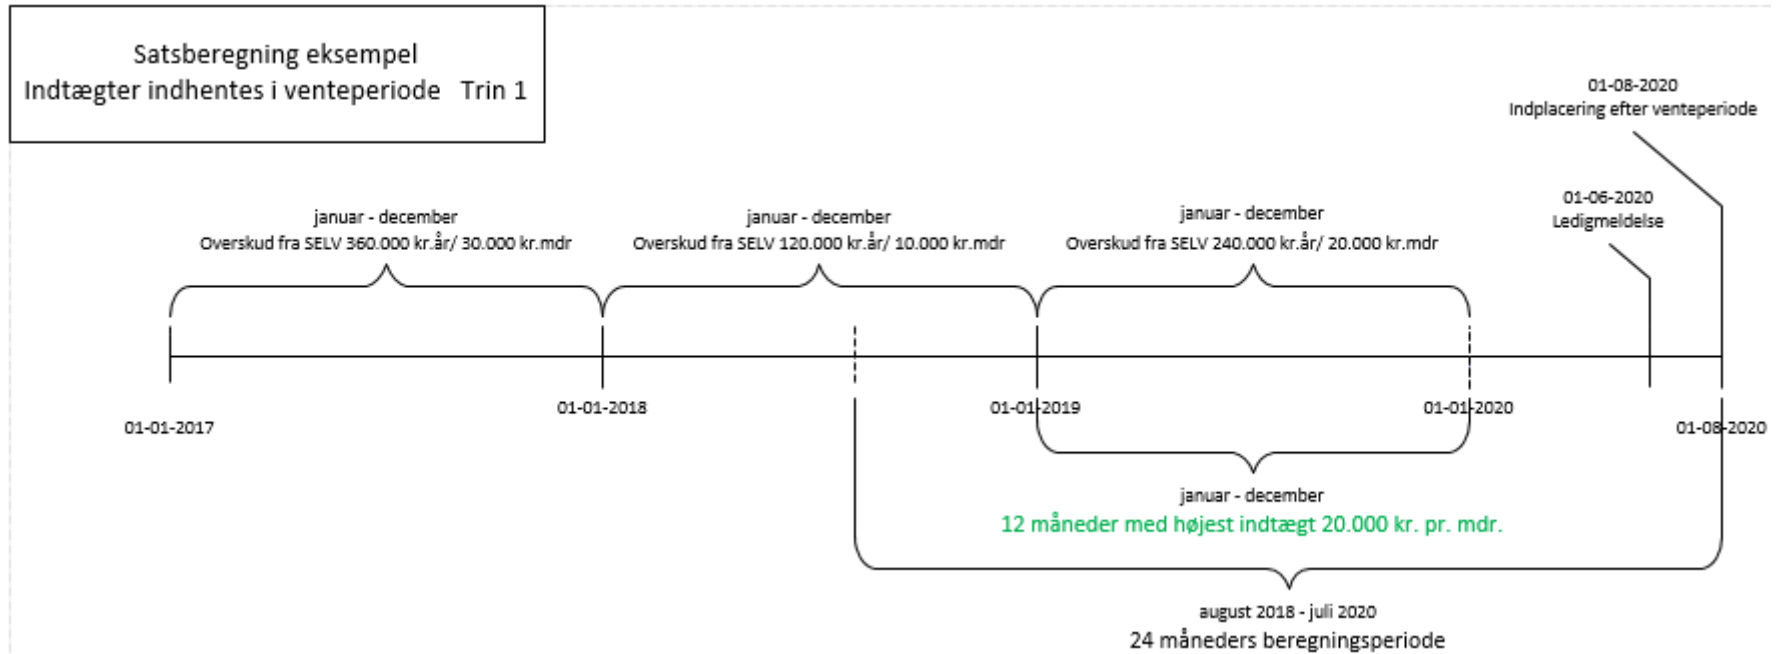 Satsberegning eksempel
Indtægter indhentes i venteperiode   Trin 1
01-08-2020
Indplacering efter venteperiode
01-06-2020
Ledigmeldelse
januar - december
Overskud fra SELV 360.000 kr.år/ 30.000 kr.mdr
januar - december
Overskud fra SELV 120.000 kr.år/ 10.000 kr.mdr
januar - december
Overskud fra SELV 240.000 kr.år/ 20.000 kr.mdr
01-01-2017
01-01-2018
01-01-2019
01-01-2020
01-08-2020
januar - december
12 måneder med højest indtægt 20.000 kr. pr. mdr.
august 2018 - juli 2020
24 måneders beregningsperiode